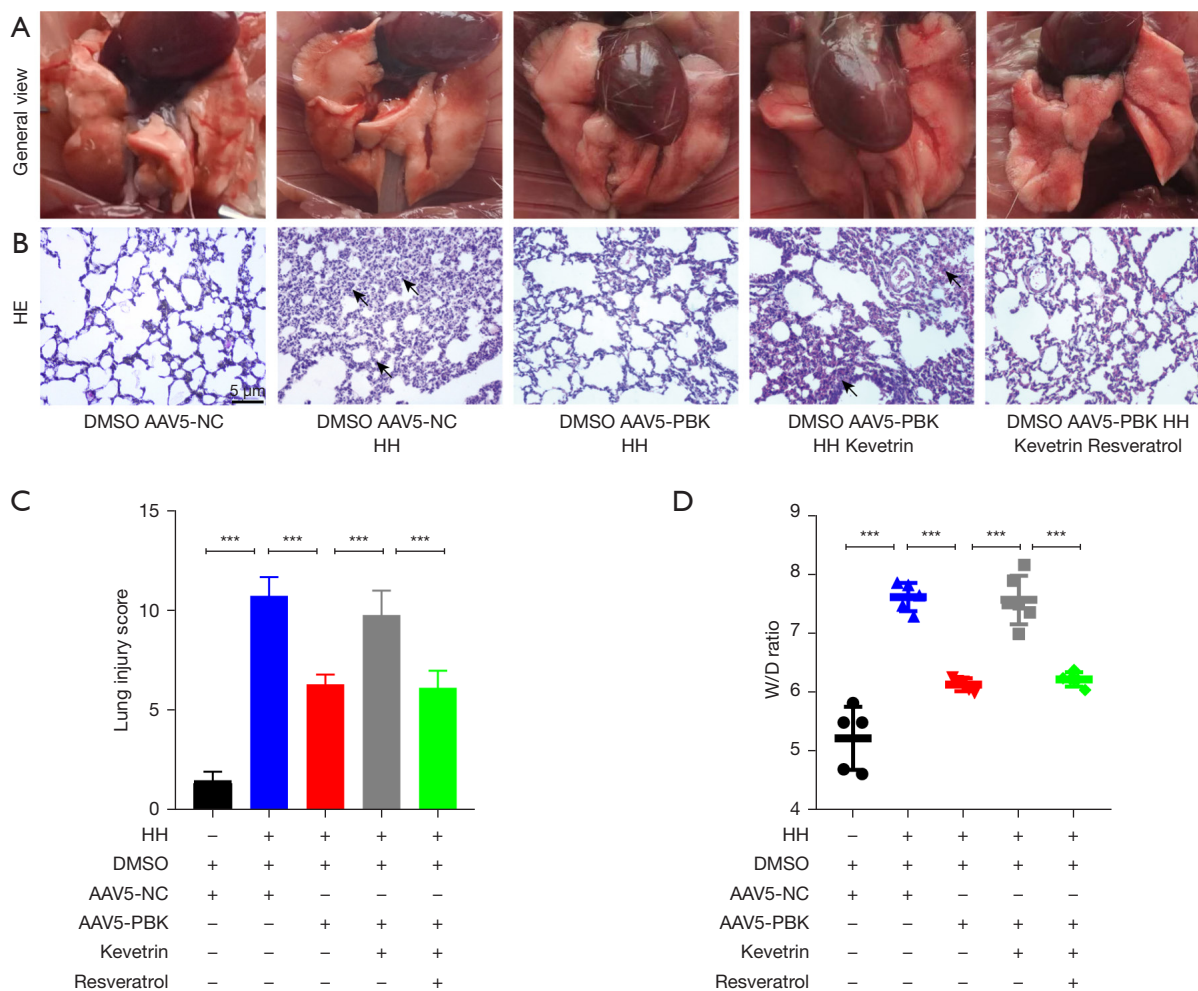 A
General view
B
HE
5 μm
DMSO AAV5-NC
DMSO AAV5-NC
HH
DMSO AAV5-PBK
HH
DMSO AAV5-PBK
HH Kevetrin
DMSO AAV5-PBK HH
Kevetrin Resveratrol
C
15
10
5
0
Lung injury score
*** *** *** ***
HH – + + + +
DMSO + + + + +
AAV5-NC + + – – –
AAV5-PBK – – + + +
Kevetrin – – – + +
Resveratrol – – – – +
D
9
8
7
6
5
4
W/D ratio
*** *** *** ***
HH – + + + +
DMSO + + + + +
AAV5-NC + + – – –
AAV5-PBK – – + + +
Kevetrin – – – + +
Resveratrol – – – – +